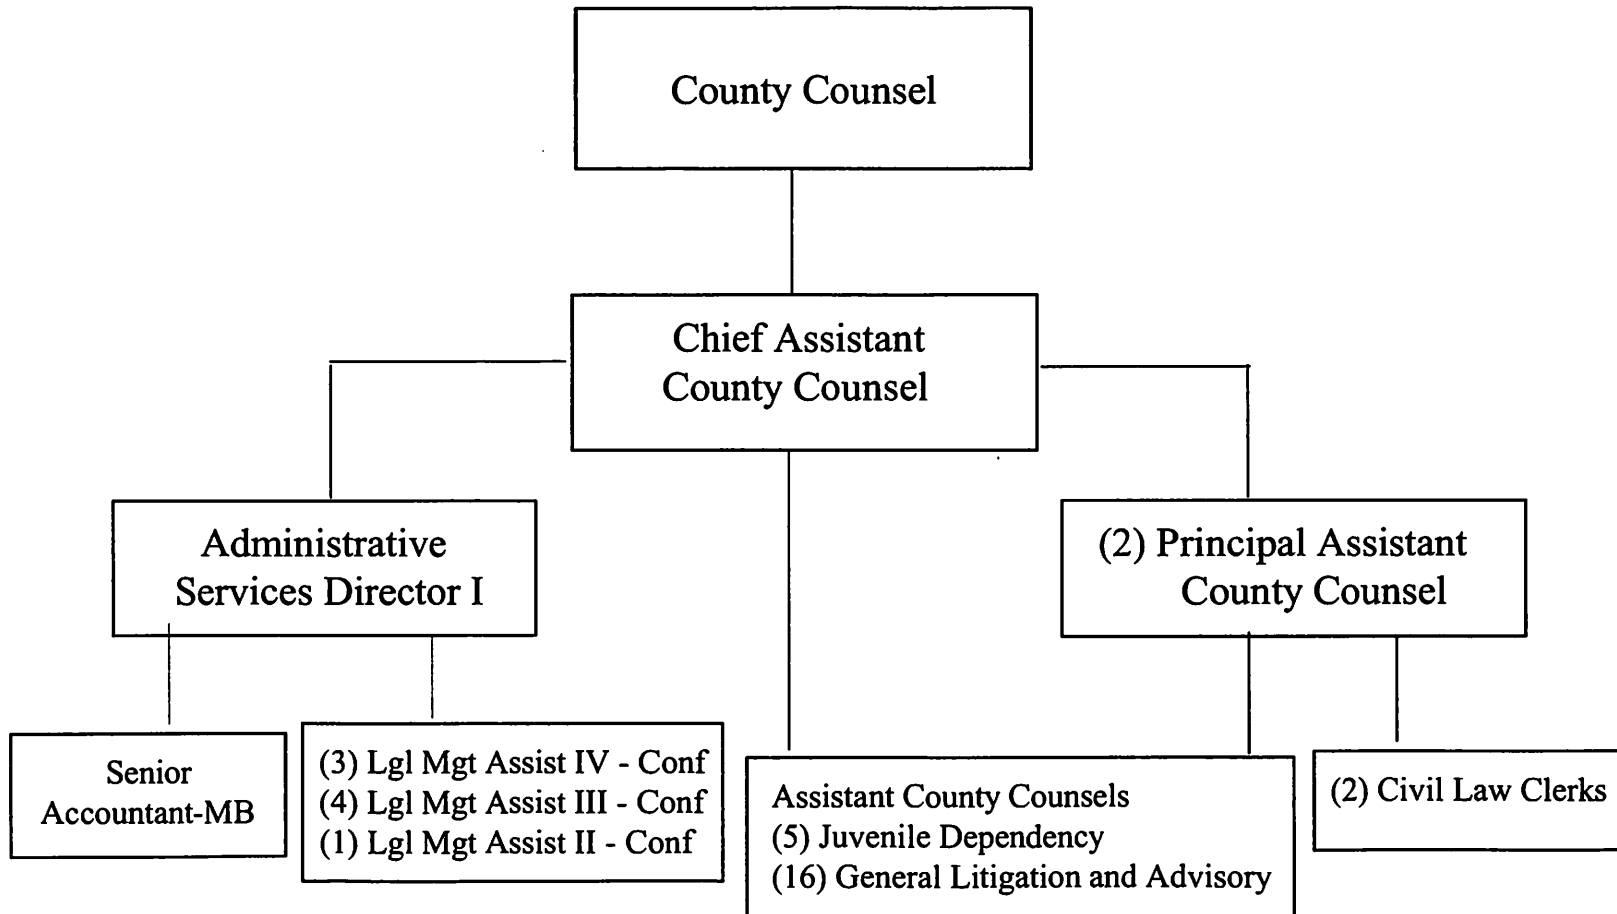 County Counsel
Chief Assistant
County Counsel
Administrative
Services Director I
(2) Principal Assistant
County Counsel
Senior
Accountant-MB
(3) Lgl Mgt Assist IV - Conf
(4) Lgl Mgt Assist III - Conf
(1) Lgl Mgt Assist II - Conf
Assistant County Counsels
(5) Juvenile Dependency
(16) General Litigation and Advisory
(2) Civil Law Clerks